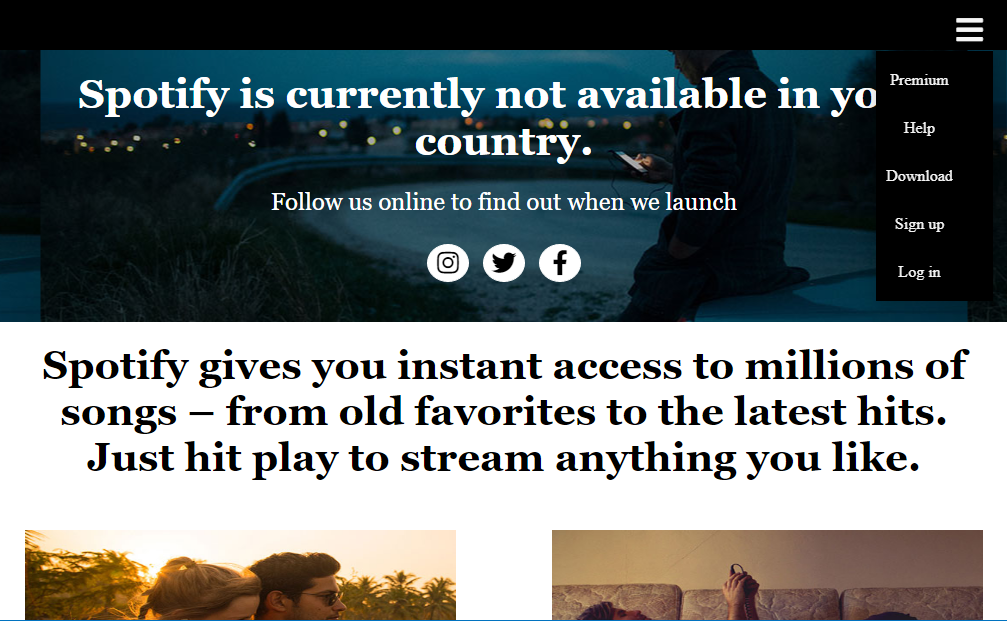 Spotify is currently not available in yo
country.
Follow us online to find out when we launch
Premium
Help
Download
Sign up
Log in
Spotify gives you instant access to millions of
songs – from old favorites to the latest hits.
Just hit play to stream anything you like.